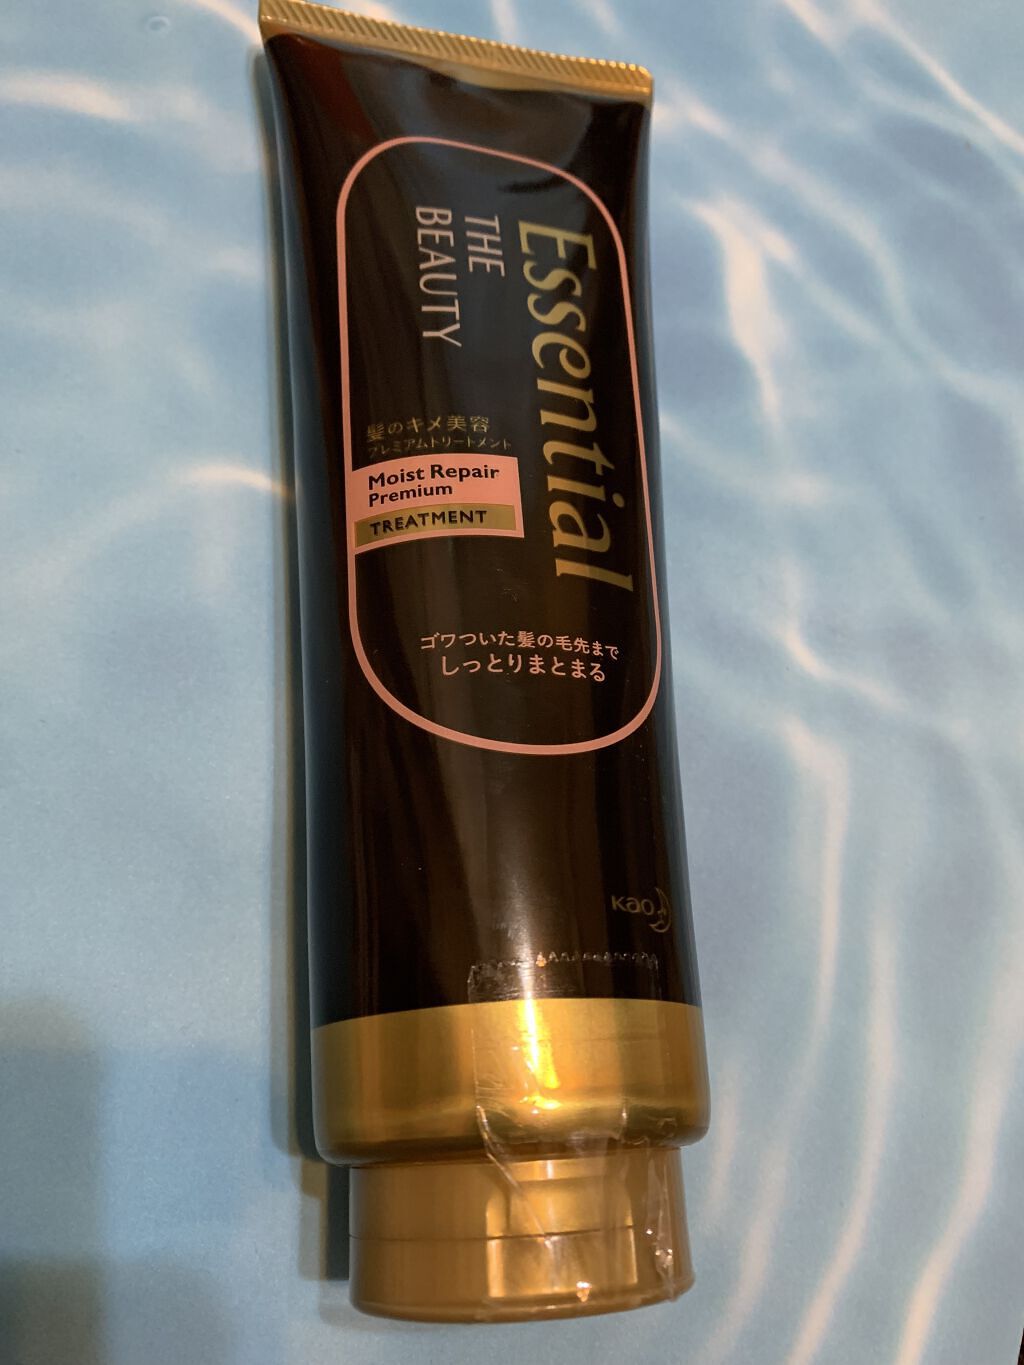 Essential
THE
BEAUTY
髪のキメ美容
プレミアムトリートメント
Moist Repair
Premium
TREATMENT
ゴワついた髪の毛先まで
しっとりまとまる
Kao